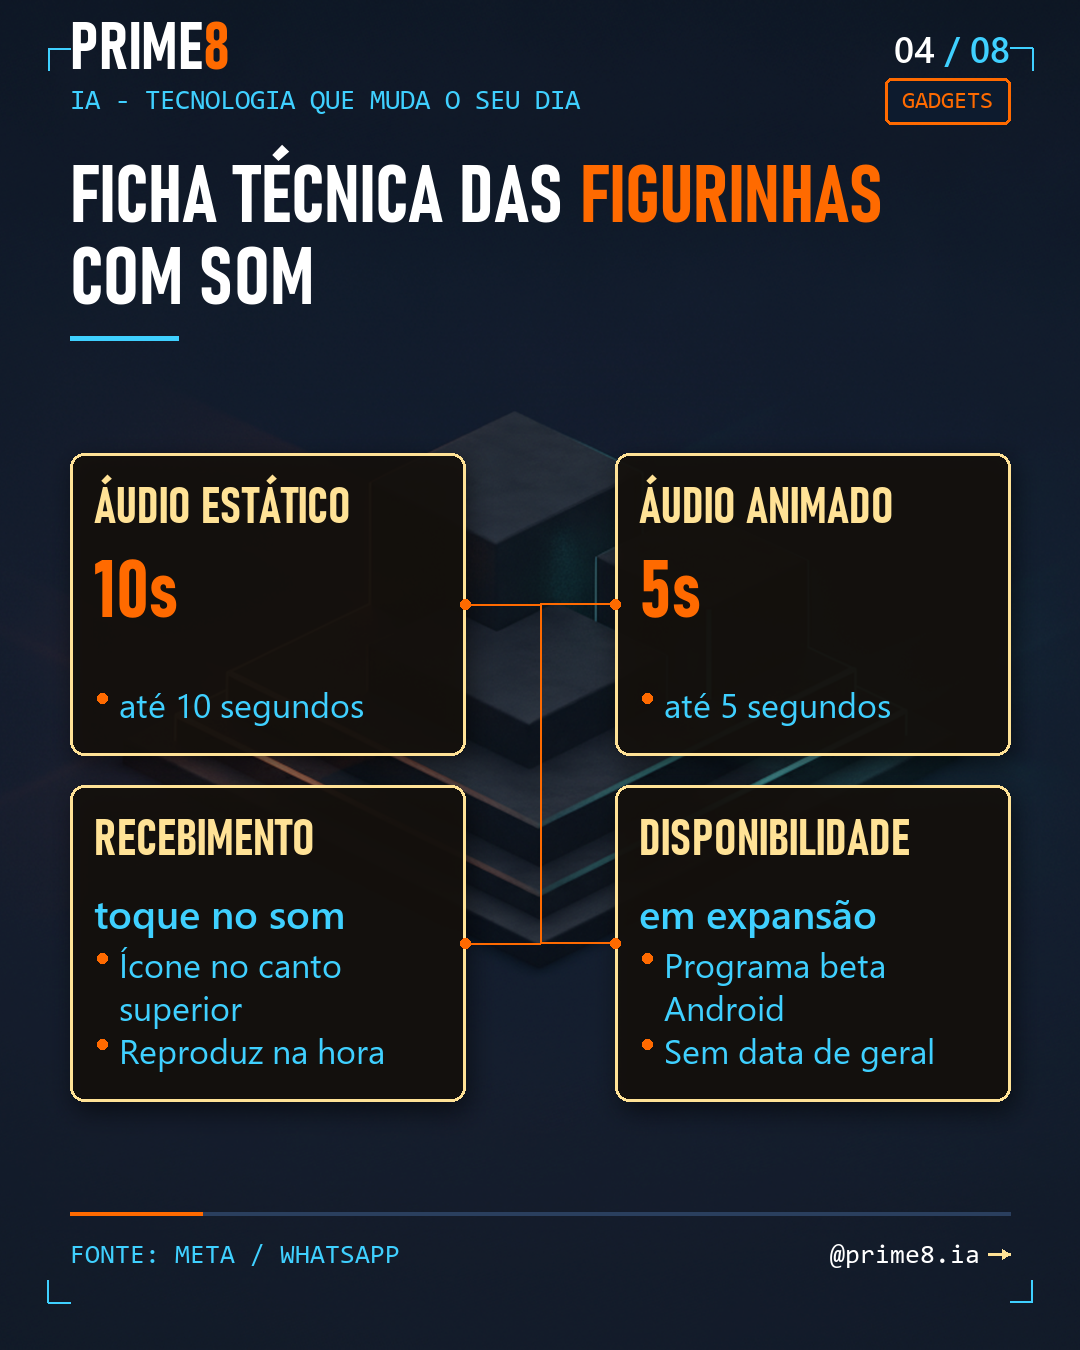 PRIME8
04 / 08
IA - TECNOLOGIA QUE MUDA O SEU DIA
GADGETS
FICHA TÉCNICA DAS FIGURINHAS
COM SOM
ÁUDIO ESTÁTICO
10s
até 10 segundos
ÁUDIO ANIMADO
5s
até 5 segundos
RECEBIMENTO
toque no som
Ícone no canto
superior
Reproduz na hora
DISPONIBILIDADE
em expansão
Programa beta
Android
Sem data de geral
FONTE: META / WHATSAPP
@prime8.ia